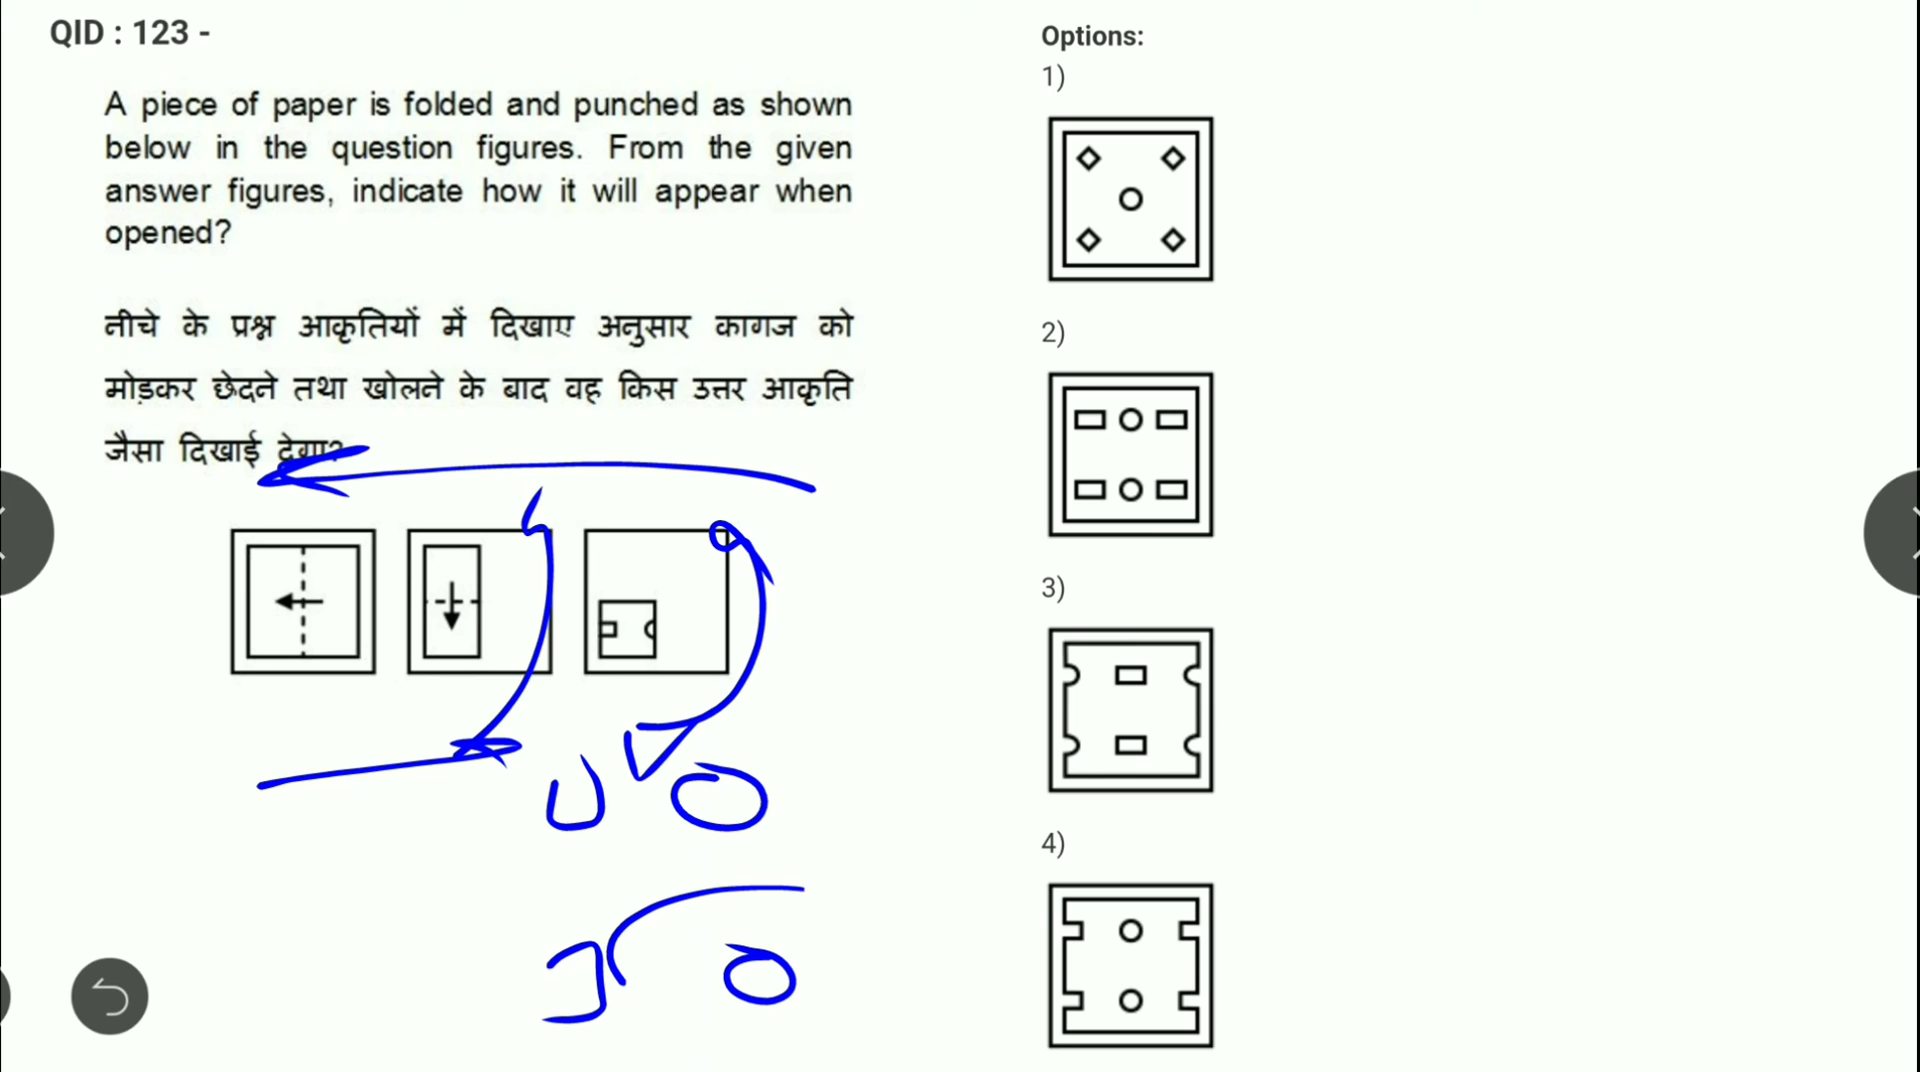 QID : 123 -
A piece of paper is folded and punched as shown
below in the question figures. From the given
answer figures, indicate how it will appear when
opened?
नीचे के प्रश्न आकृतियों में दिखाए अनुसार कागज को
मोड़कर छेदने तथा खोलने के बाद वह किस उत्तर आकृति
जैसा दिखाई देगा?
Options:
1)
2)
3)
4)